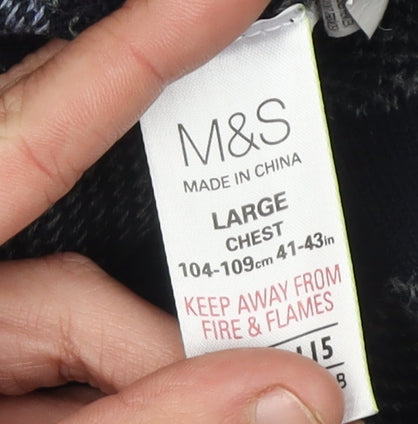 M&S
MADE IN CHINA
LARGE
CHEST
104-109cm 41-43in
KEEP AWAY FROM
FIRE & FLAMES